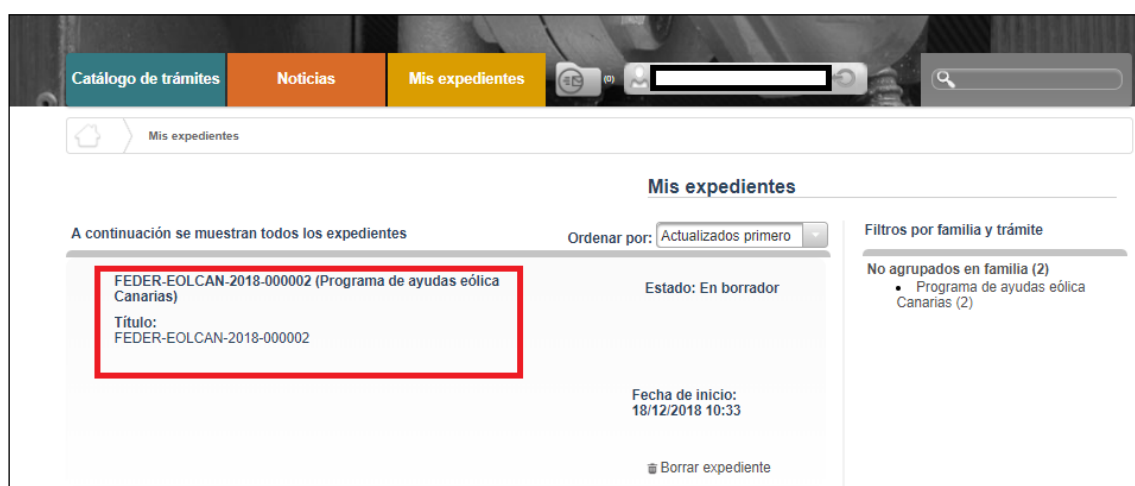 Catálogo de trámites
Noticias
Mis expedientes
(0)
Mis expedientes
Mis expedientes
A continuación se muestran todos los expedientes
Ordenar por: Actualizados primero
FEDER-EOLCAN-2018-000002 (Programa de ayudas eólica
Canarias)
Título:
FEDER-EOLCAN-2018-000002
Estado: En borrador
Fecha de inicio:
18/12/2018 10:33
Borrar expediente
Filtros por familia y trámite
No agrupados en familia (2)
Programa de ayudas eólica
Canarias (2)